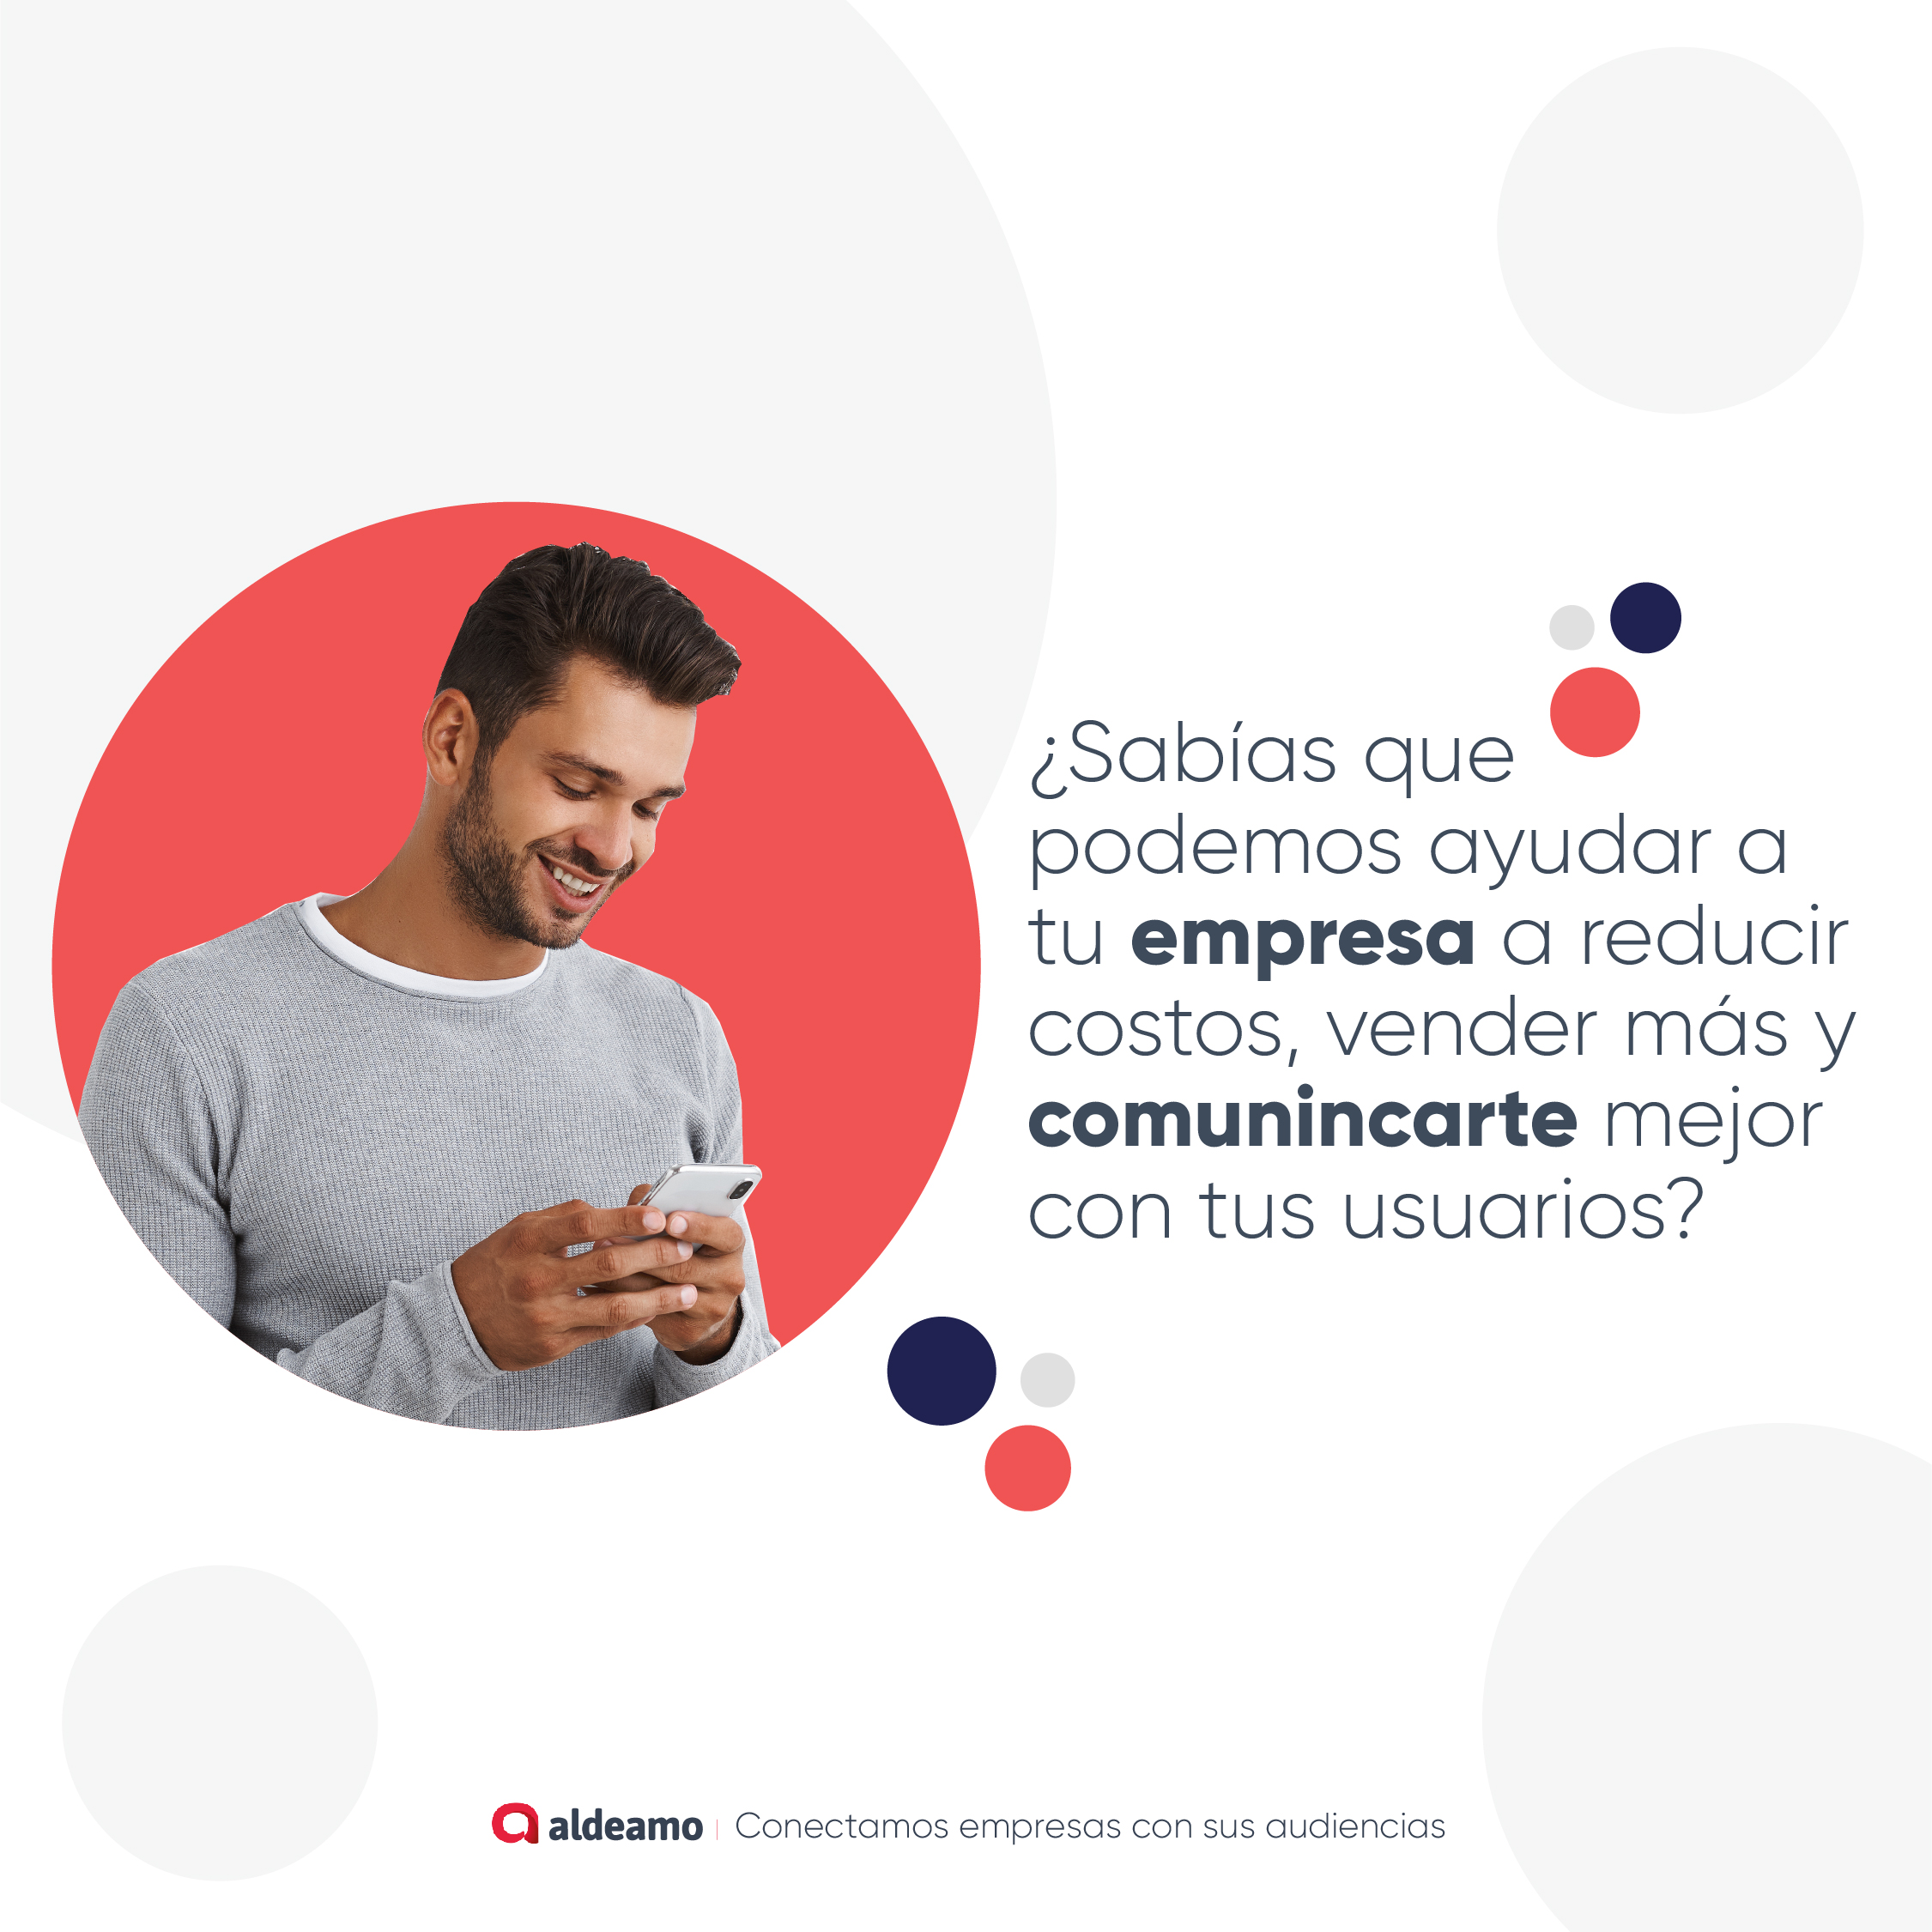 ¿Sabías que
podemos ayudar a
tu empresa a reducir
costos, vender más y
comunincarte mejor
con tus usuarios?
aldeamo | Conectamos empresas con sus audiencias